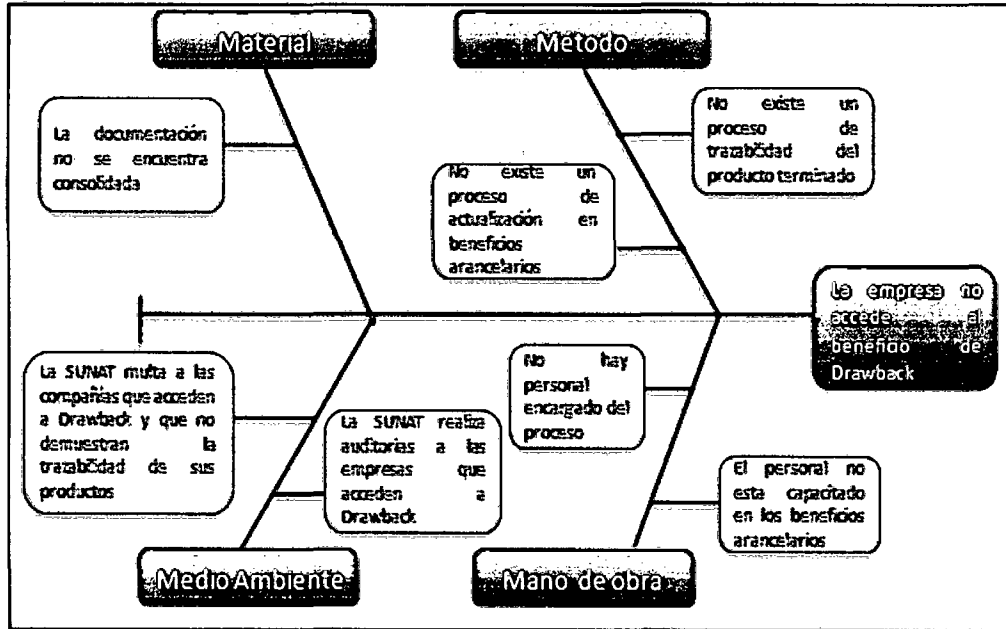 Material
Metodo
La documentación
no se encuentra
consolidada
No existe un
proceso de
trazabilidad del
producto terminado
No existe un
proceso de
actualización en
beneficios
arancelarios
La empresa no
accede al
beneficio de
Drawback
La SUNAT multa a las
compañías que acceden
a Drawback y que no
demuestran la
trazabilidad de sus
productos
La SUNAT realiza
auditorias a las
empresas que
acceden a
Drawback
No hay
personal
encargado del
proceso
El personal no
esta capacitado
en los beneficios
arancelarios
Medio Ambiente
Mano de obra